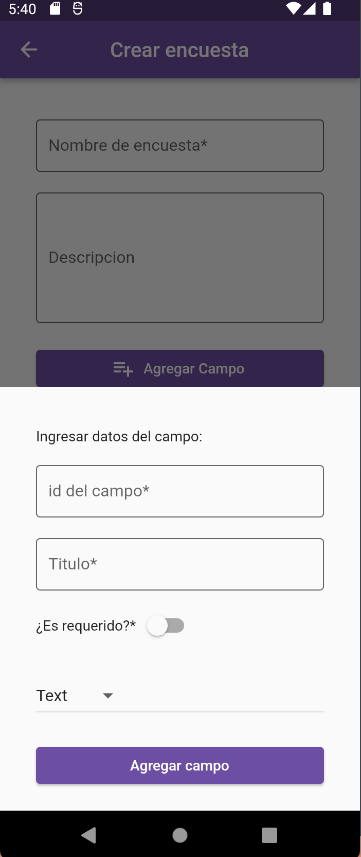 5:40
Crear encuesta
Nombre de encuesta*
Descripcion
Agregar Campo
Ingresar datos del campo:
id del campo*
Titulo*
¿Es requerido?*
Text
Agregar campo